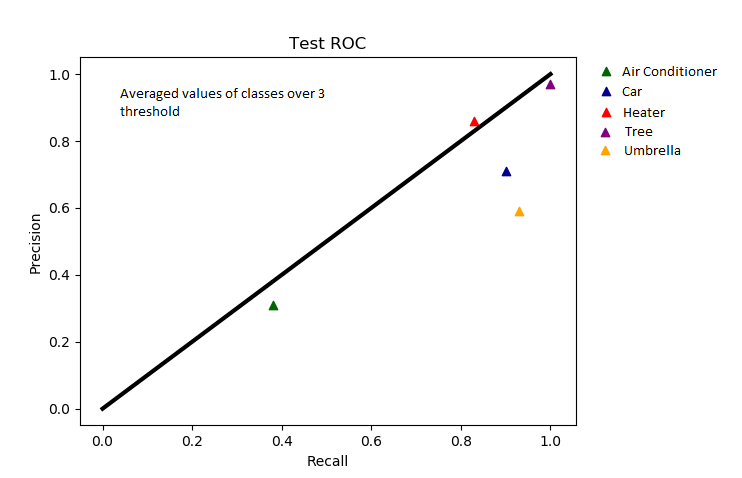 Test ROC
Averaged values of classes over 3
threshold
Air Conditioner
Car
Heater
Tree
Umbrella
1.0
0.8
0.6
0.4
0.2
0.0
Precision
0.0 0.2 0.4 0.6 0.8 1.0
Recall